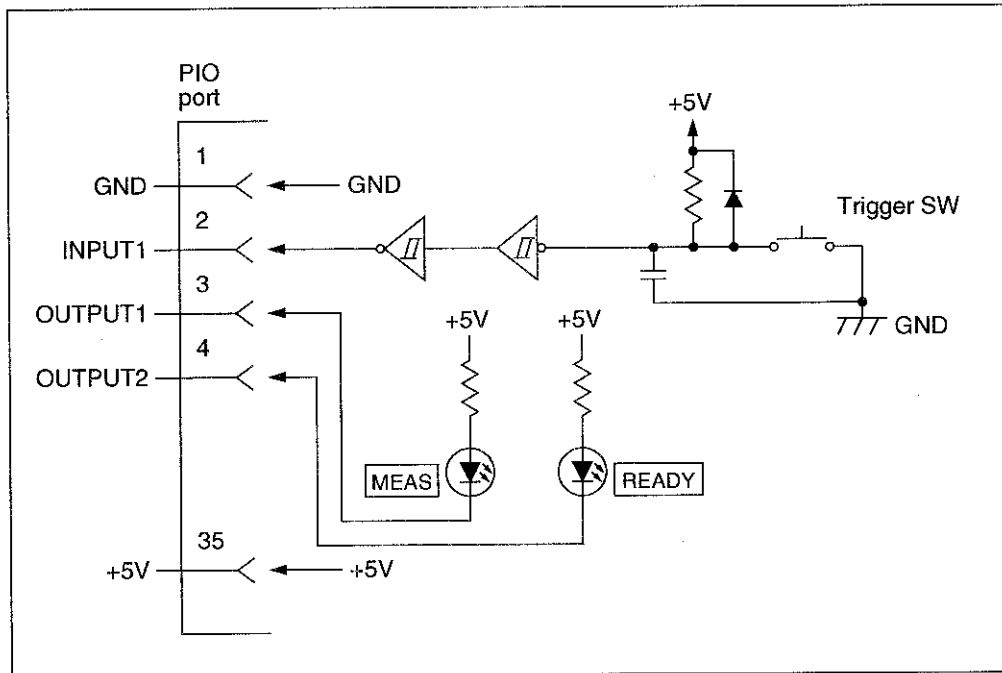 PIO
port
+5V
1
GND
GND
2
Trigger SW
INPUT1
3
OUTPUT1
+5V
+5V
GND
4
OUTPUT2
MEAS
READY
35
+5V
+5V